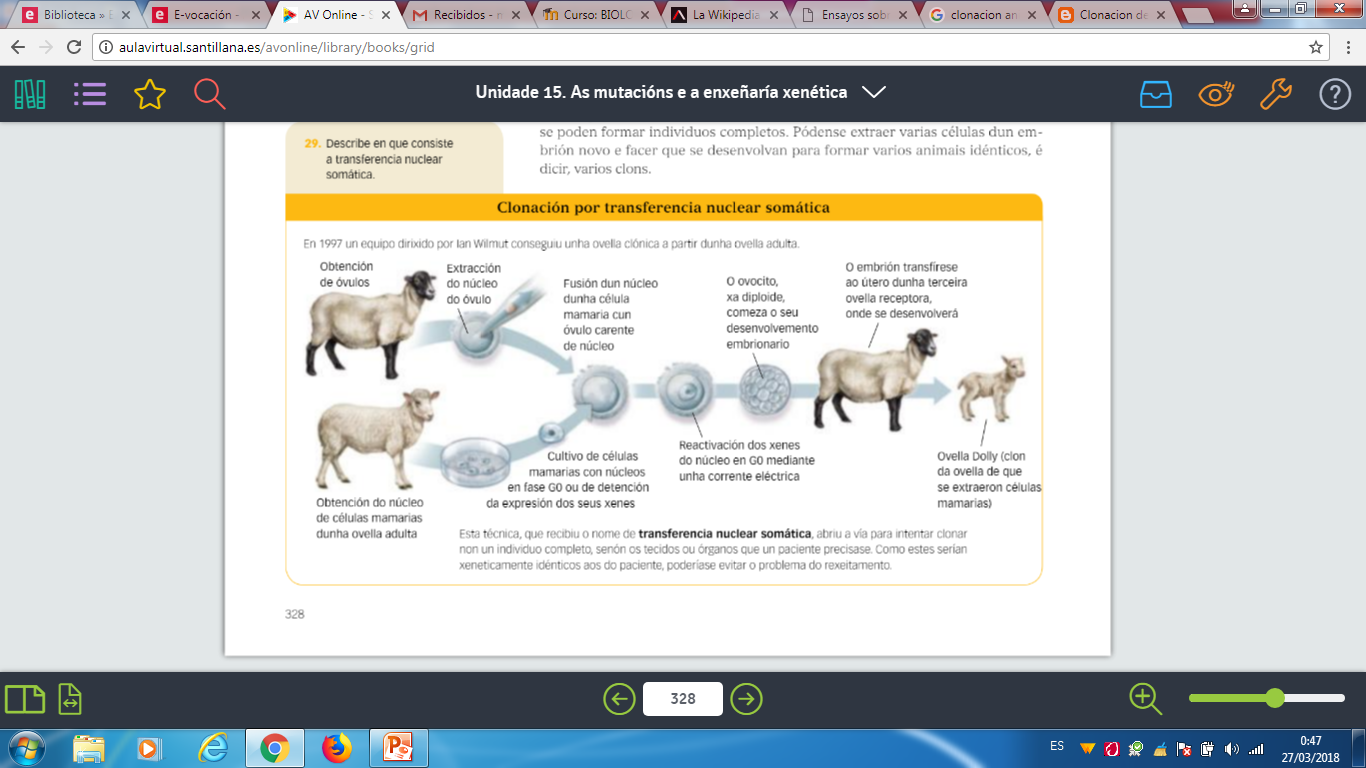 Biblioteca » B
E-vocación -
AV Online - S
Recibidos - n
Curso: BIOLO
La Wikipedia
Ensayos sobr
clonacion an
Clonacion de
aulavirtual.santillana.es/avonline/library/books/grid
Unidade 15. As mutacións e a enxeñaría xenética
29. Describe en que consiste
a transferencia nuclear
somática.
se poden formar individuos completos. Pódense extraer varias células dun em-
brión novo e facer que se desenvolvan para formar varios animais idénticos, é
dicir, varios clons.
Clonación por transferencia nuclear somática
En 1997 un equipo dirixido por Ian Wilmut conseguiu unha ovella clónica a partir dunha ovella adulta.
Obtención
de óvulos
Extracción
do núcleo
do óvulo
Fusión dun núcleo
dunha célula
mamaria cun
óvulo carente
de núcleo
O ovocito,
xa diploide,
comeza o seu
desenvolvemento
embrionario
O embrión transfírese
ao útero dunha terceira
ovella receptora,
onde se desenvolverá
Obtención do núcleo
de células mamarias
dunha ovella adulta
Cultivo de células
mamarias con núcleos
en fase G0 ou de detención
da expresión dos seus xenes
Reactivación dos xenes
do núcleo en G0 mediante
unha corrente eléctrica
Ovella Dolly (clon
da ovella de que
se extraeron células
mamarias)
Esta técnica, que recibiu o nome de transferencia nuclear somática, abriu a vía para intentar clonar
non un individuo completo, senón os tecidos ou órganos que un paciente precisase. Como estes serían
xeneticamente idénticos aos do paciente, poderíase evitar o problema do rexeitamento.
328
328
ES
0:47
27/03/2018